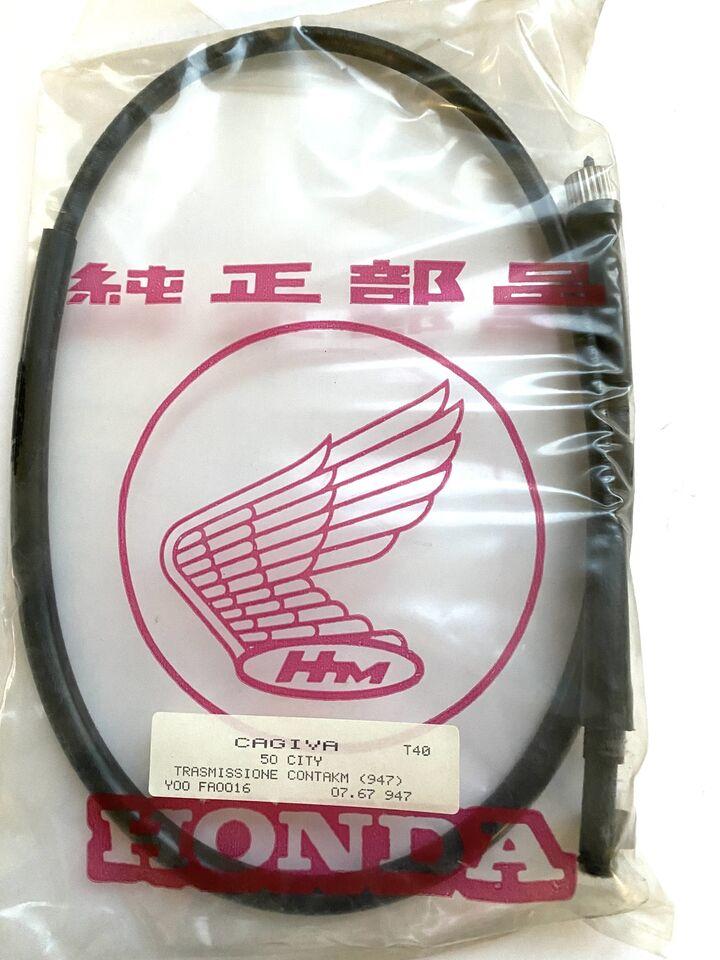 純正部品
HM
CAGIVA T40
50 CITY
TRASMISSIONE CONTAKM (947)
Y00 FA0016 07.67 947
HONDA